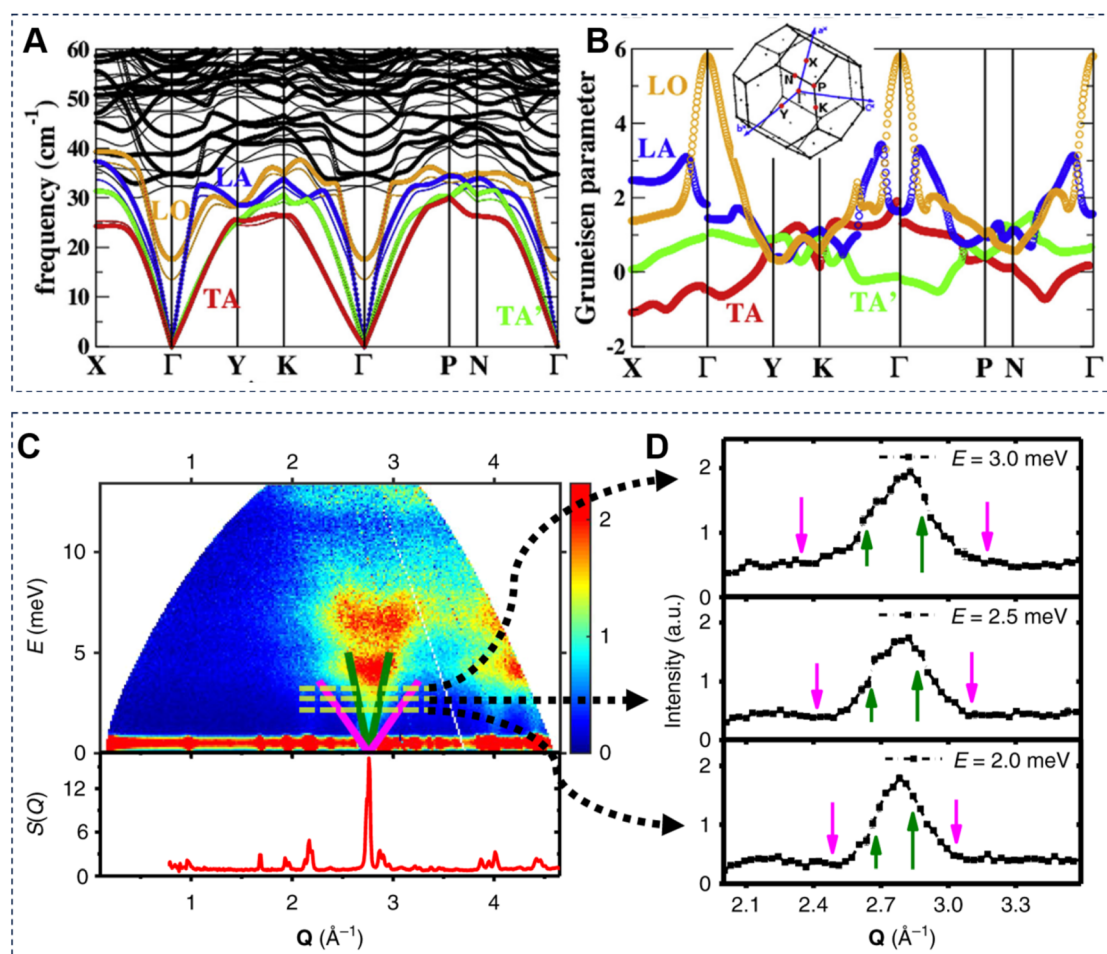 A
frequency (cm⁻¹)
60
50
40
30
20
10
0
LO
LA
TA
TA'
X Γ Y K Γ P N Γ
B
Gruneisen parameter
6
4
2
0
-2
LO
LA
TA
TA'
a*
X
N
P
K
Y
b*
c*
X Γ Y K Γ P N Γ
C
1 2 3 4
E (meV)
10
5
0
2
1
0
S(Q)
12
6
0
1 2 3 4
Q (Å⁻¹)
D
E = 3.0 meV
2
1
0
E = 2.5 meV
2
1
0
E = 2.0 meV
2
1
0
Intensity (a.u.)
2.1 2.4 2.7 3.0 3.3
Q (Å⁻¹)